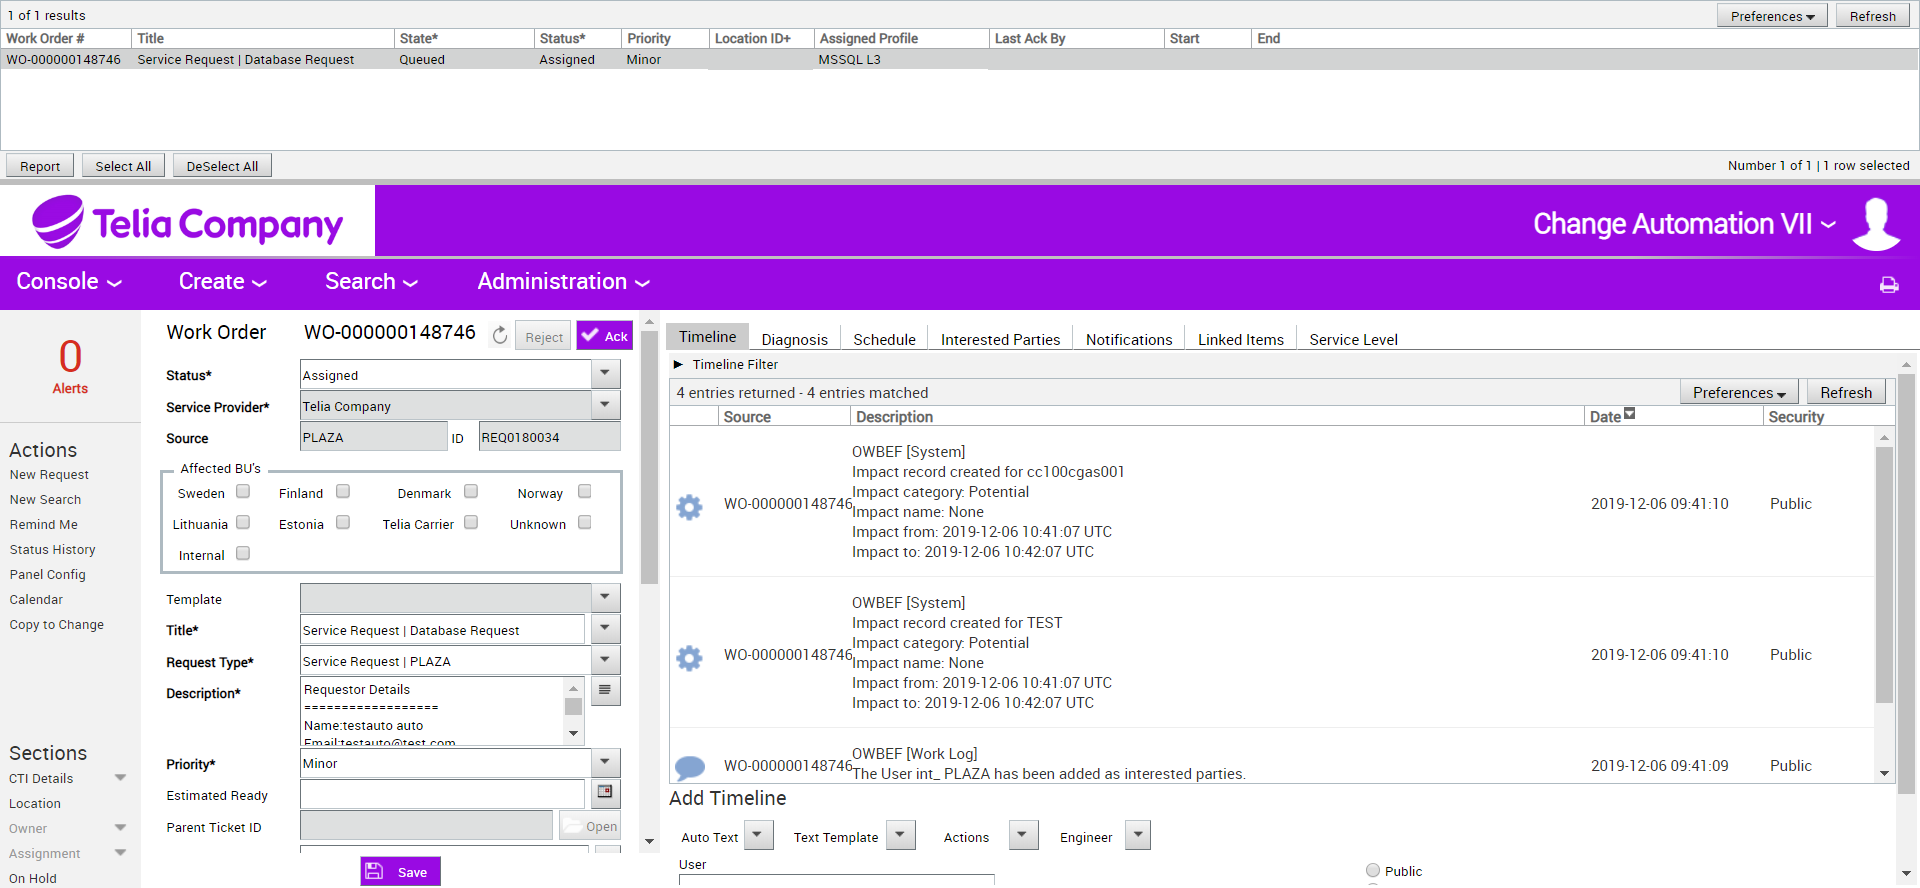 1 of 1 results
Preferences
Refresh
Work Order # Title State* Status* Priority Location ID+ Assigned Profile Last Ack By Start End
WO-000000148746 Service Request | Database Request Queued Assigned Minor MSSQL L3
Report Select All DeSelect All
Number 1 of 1 | 1 row selected
Telia Company
Change Automation VII
Console Create Search Administration
0
Alerts
Actions
New Request
New Search
Remind Me
Status History
Panel Config
Calendar
Copy to Change
Sections
CTI Details
Location
Owner
Assignment
On Hold
Work Order WO-000000148746 Reject Ack
Status* Assigned
Service Provider* Telia Company
Source PLAZA ID REQ0180034
Affected BU's
Sweden Finland Denmark Norway
Lithuania Estonia Telia Carrier Unknown
Internal
Template
Title* Service Request | Database Request
Request Type* Service Request | PLAZA
Description* Requestor Details
==================
Name:testauto auto
Email:testauto@test.com
Priority* Minor
Estimated Ready
Parent Ticket ID Open
Save
Timeline Diagnosis Schedule Interested Parties Notifications Linked Items Service Level
Timeline Filter
4 entries returned - 4 entries matched
Preferences Refresh
Source Description Date Security
OWBEF [System]
Impact record created for cc100cgas001
Impact category: Potential
WO-000000148746 Impact name: None 2019-12-06 09:41:10 Public
Impact from: 2019-12-06 10:41:07 UTC
Impact to: 2019-12-06 10:42:07 UTC
OWBEF [System]
Impact record created for TEST
Impact category: Potential
WO-000000148746 Impact name: None 2019-12-06 09:41:10 Public
Impact from: 2019-12-06 10:41:07 UTC
Impact to: 2019-12-06 10:42:07 UTC
OWBEF [Work Log]
WO-000000148746 The User int_ PLAZA has been added as interested parties. 2019-12-06 09:41:09 Public
Add Timeline
Auto Text Text Template Actions Engineer
User
Public